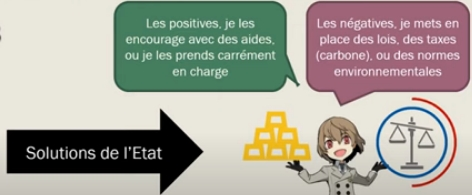 Les positives, je les
encourage avec des aides,
ou je les prends carrément
en charge
Les négatives, je mets en
place des lois, des taxes
(carbone), ou des normes
environnementales
Solutions de l'Etat